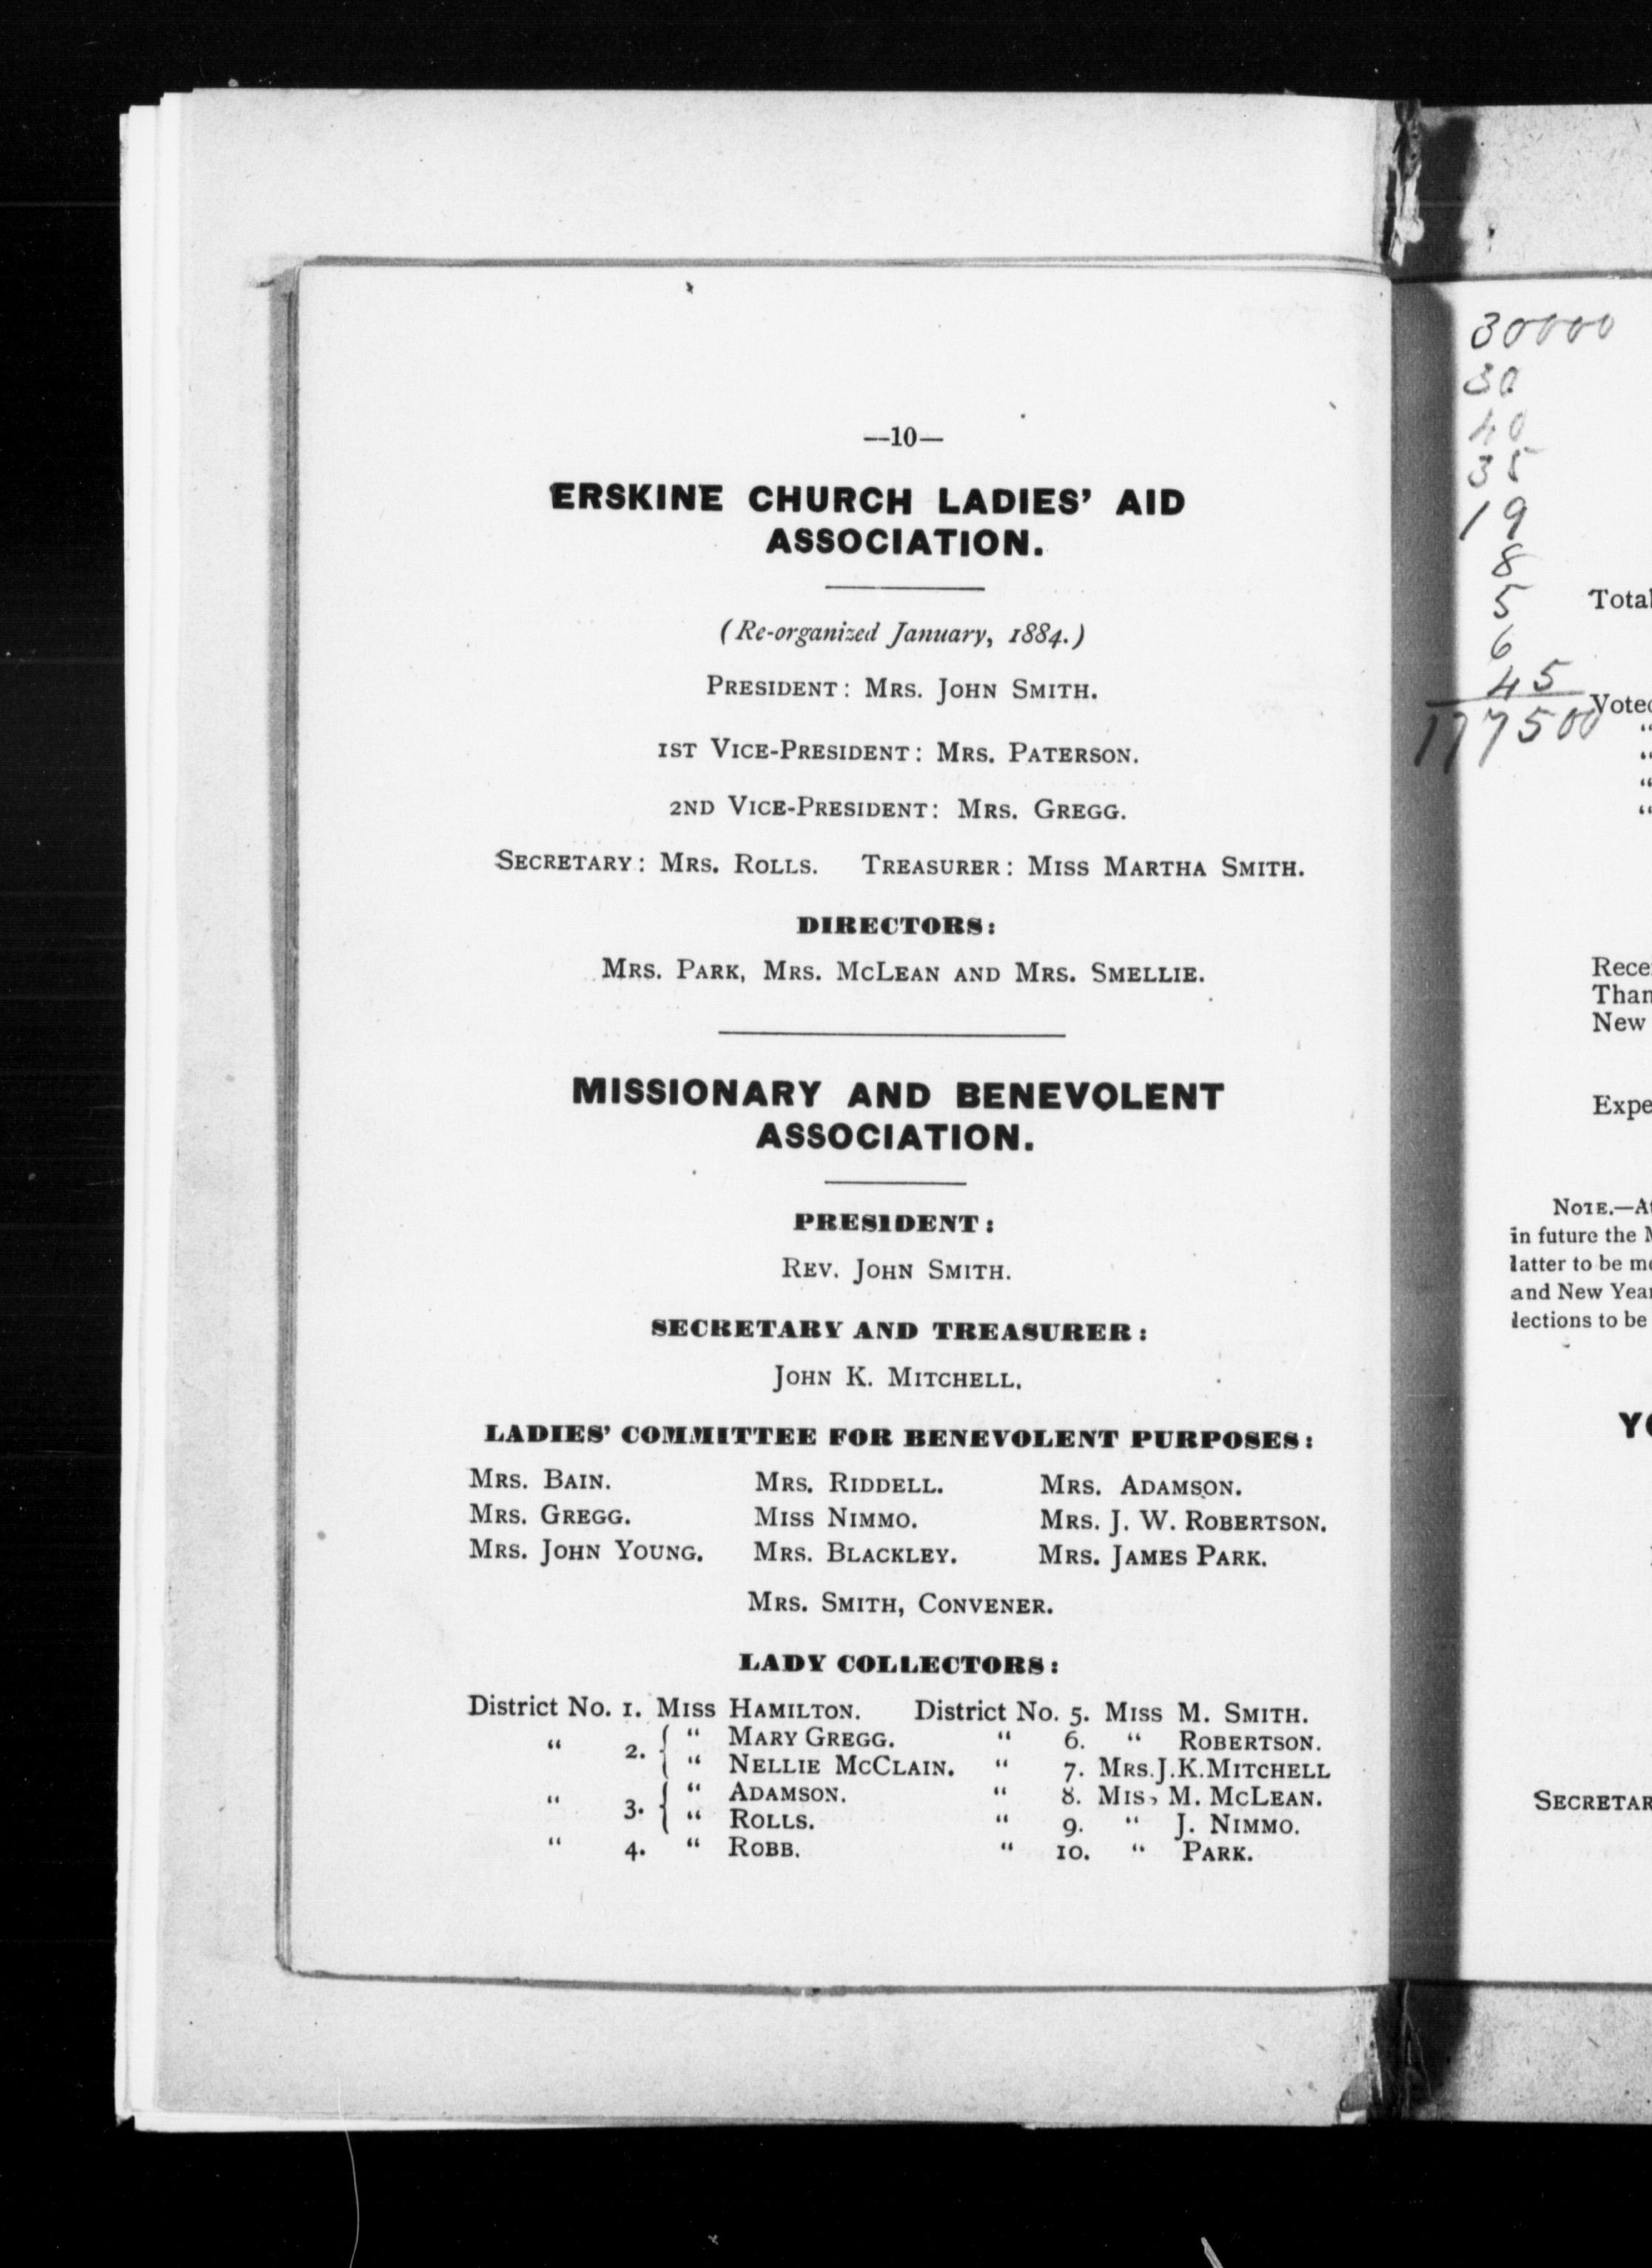 —10—
ERSKINE CHURCH LADIES' AID
ASSOCIATION.
(Re-organized January, 1884.)
PRESIDENT: MRS. JOHN SMITH.
1ST VICE-PRESIDENT: MRS. PATERSON.
2ND VICE-PRESIDENT: MRS. GREGG.
SECRETARY: MRS. ROLLS. TREASURER: MISS MARTHA SMITH.
DIRECTORS:
MRS. PARK, MRS. MCLEAN AND MRS. SMELLIE.
MISSIONARY AND BENEVOLENT
ASSOCIATION.
PRESIDENT:
REV. JOHN SMITH.
SECRETARY AND TREASURER:
JOHN K. MITCHELL.
LADIES' COMMITTEE FOR BENEVOLENT PURPOSES:
MRS. BAIN. MRS. RIDDELL. MRS. ADAMSON.
MRS. GREGG. MISS NIMMO. MRS. J. W. ROBERTSON.
MRS. JOHN YOUNG. MRS. BLACKLEY. MRS. JAMES PARK.
MRS. SMITH, CONVENER.
LADY COLLECTORS:
District No. 1. MISS HAMILTON. District No. 5. MISS M. SMITH.
" 2. { " MARY GREGG. " 6. " ROBERTSON.
" NELLIE MCCLAIN. " 7. MRS. J. K. MITCHELL
" 3. { " ADAMSON. " 8. MIS, M. MCLEAN.
" ROLLS. " 9. " J. NIMMO.
" 4. " ROBB. " 10. " PARK.
30000
30
40
35
19
8
5
6
45
177500
Total
Voted
"
"
"
"
Recei
Than
New
Expe
NOTE.—At
in future the M
latter to be me
and New Year
lections to be
YO
SECRETAR